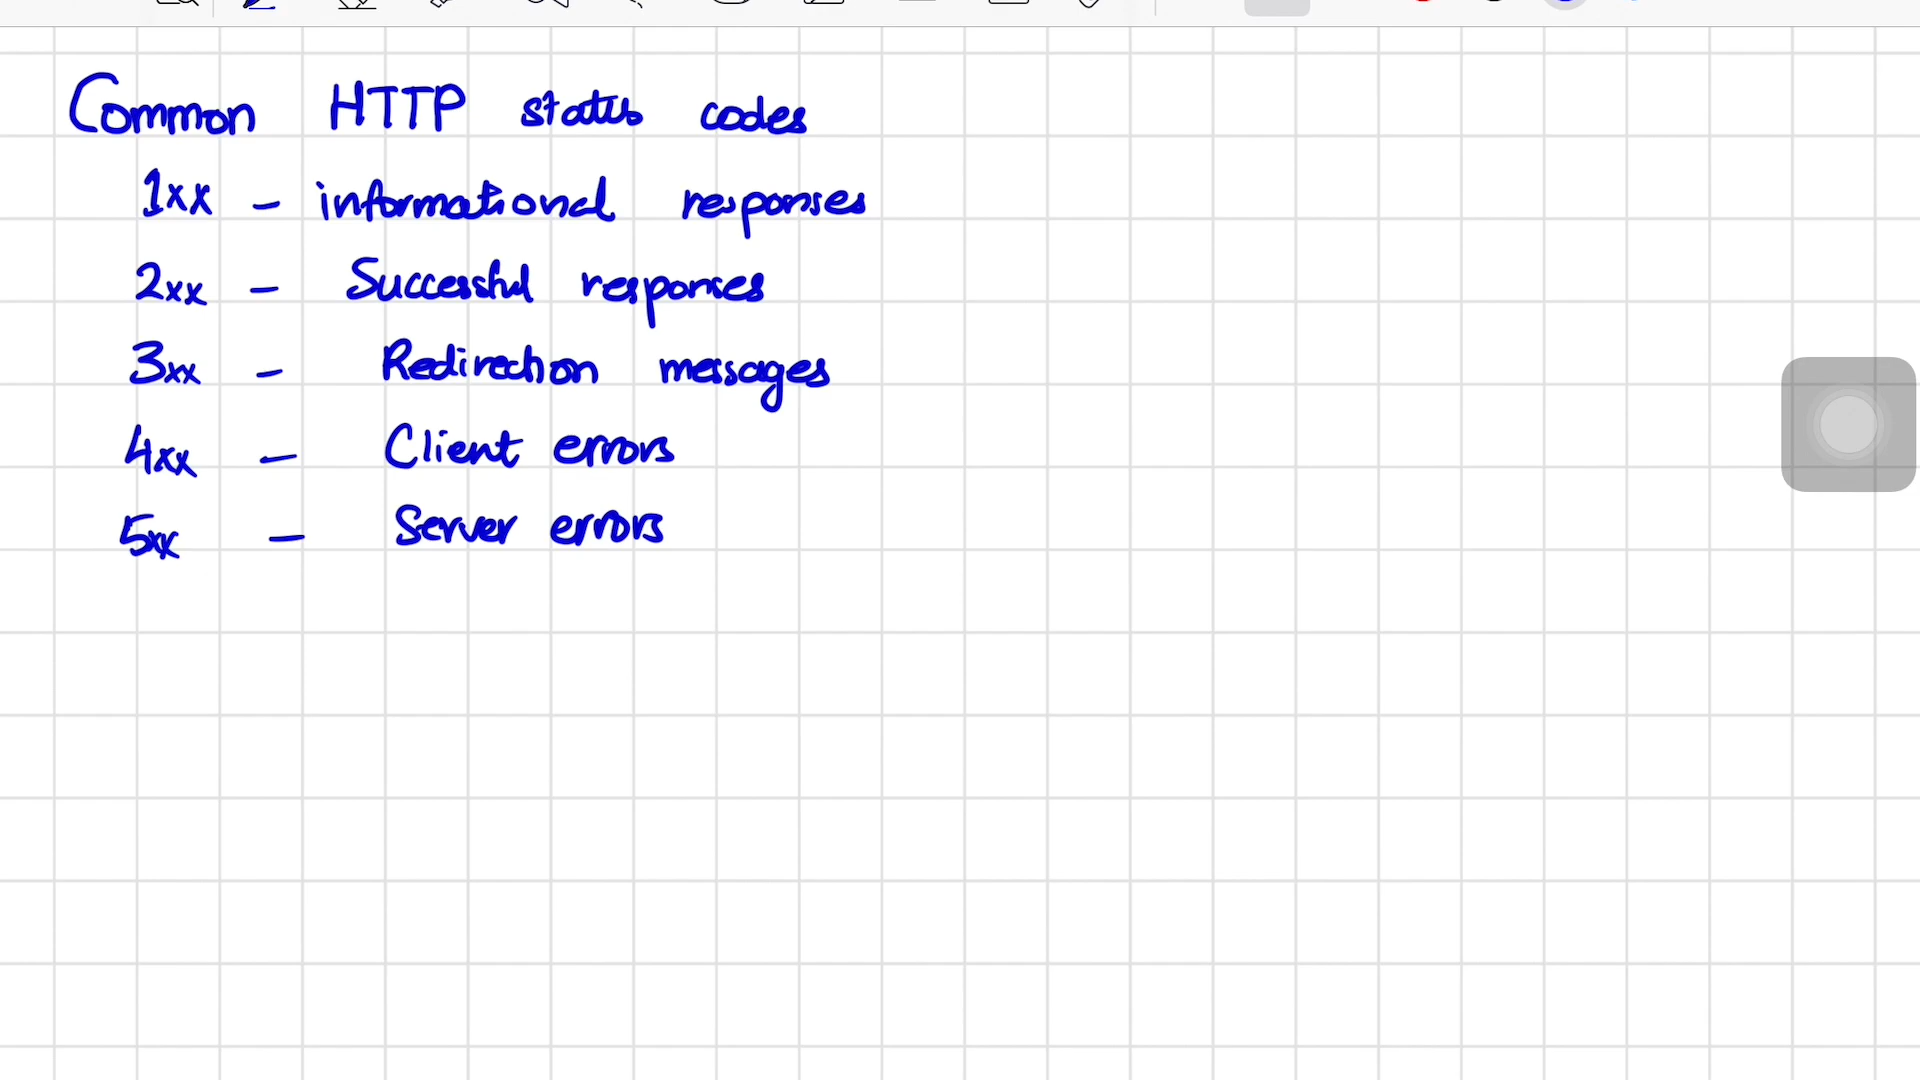 Common HTTP status codes
1xx - informational responses
2xx - Successful responses
3xx - Redirection messages
4xx - Client errors
5xx - Server errors